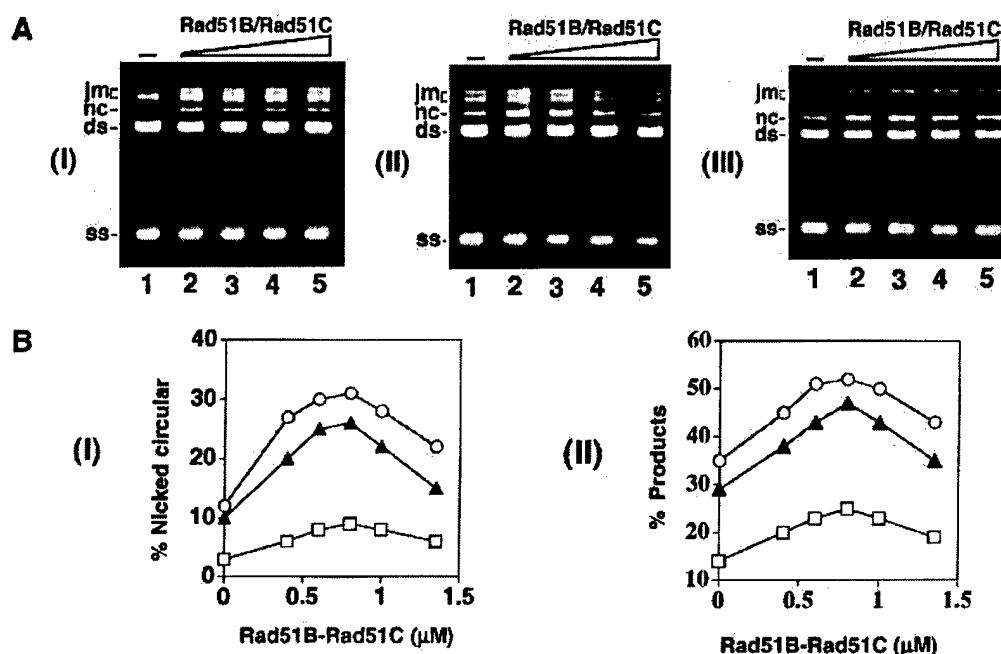 A
Rad51B/Rad51C
Rad51B/Rad51C
Rad51B/Rad51C
(I)
jm
nc
ds
ss
1 2 3 4 5
(II)
jm
nc
ds
ss
1 2 3 4 5
(III)
jm
nc
ds
ss
1 2 3 4 5
B
(I)
% Nicked circular
40
30
20
10
0
0 0.5 1 1.5
Rad51B-Rad51C (μM)
(II)
% Products
60
50
40
30
20
10
0 0.5 1 1.5
Rad51B-Rad51C (μM)